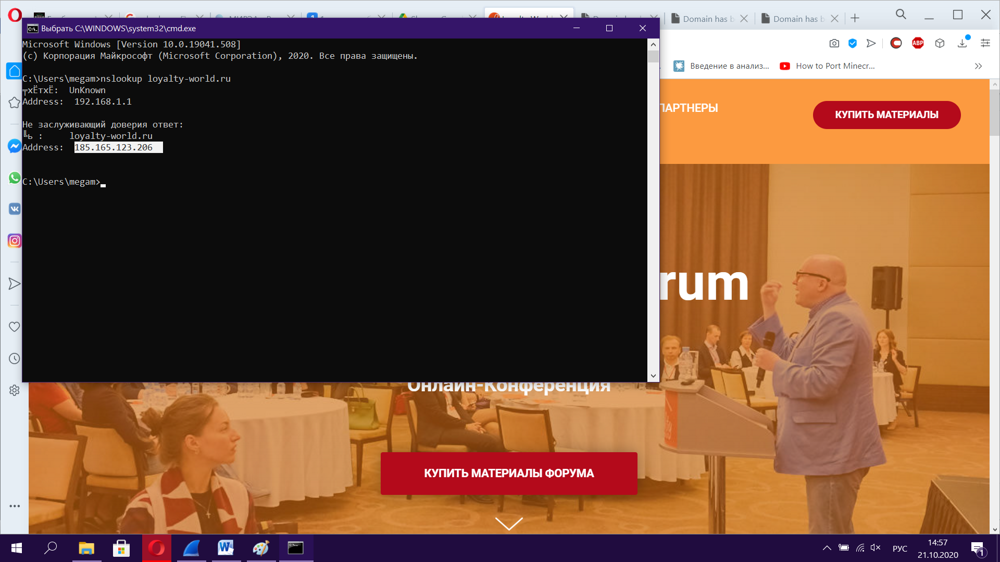 Domain has b
Domain has b
Выбрать C:\WINDOWS\system32\cmd.exe
Microsoft Windows [Version 10.0.19041.508]
(c) Корпорация Майкрософт (Microsoft Corporation), 2020. Все права защищены.
C:\Users\megam>nslookup loyalty-world.ru
╤хЁтхЁ: UnKnown
Address: 192.168.1.1
Не заслуживающий доверия ответ:
╚ь : loyalty-world.ru
Address: 185.165.123.206
C:\Users\megam>
ABP
Введение в анализ...
How to Port Minecr...
ПАРТНЕРЫ
КУПИТЬ МАТЕРИАЛЫ
rum
Онлайн-Конференция
КУПИТЬ МАТЕРИАЛЫ ФОРУМА
РУС
14:57
21.10.2020
1